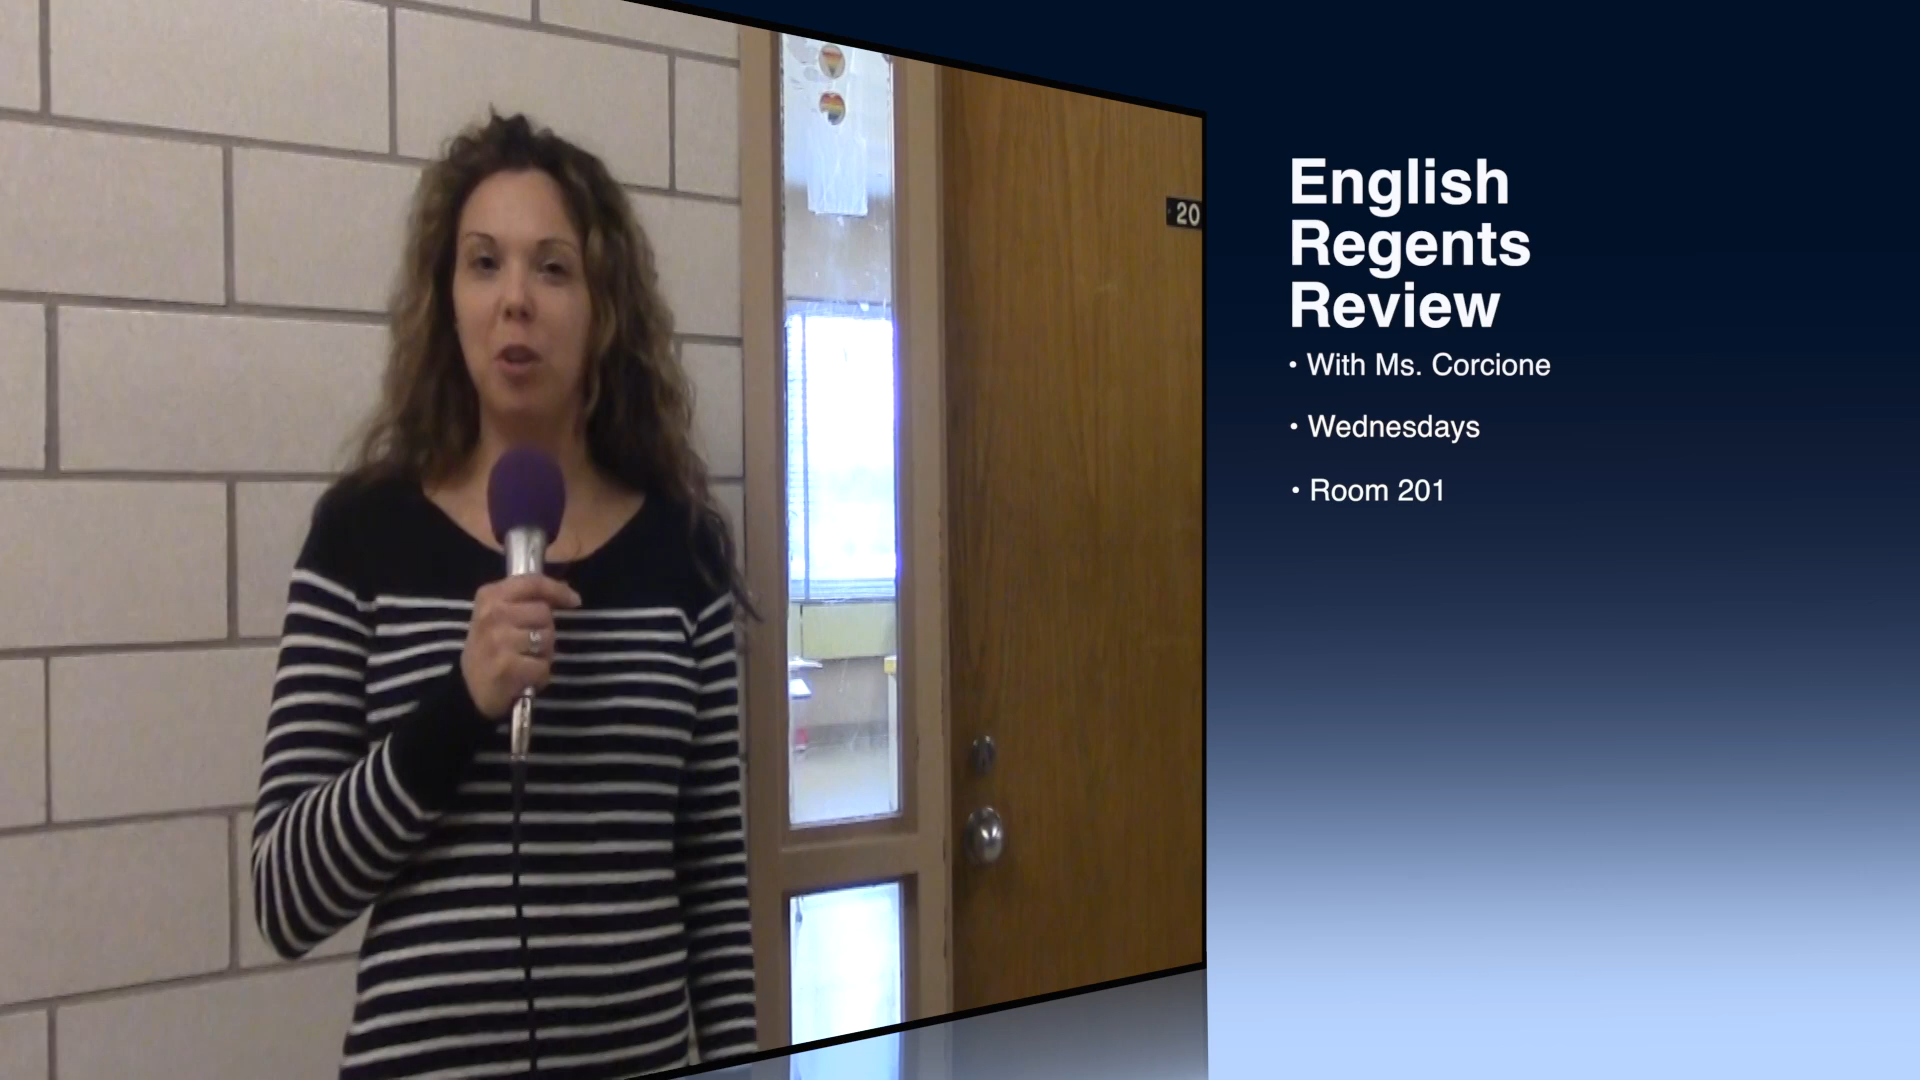 20
English
Regents
Review
• With Ms. Corcione
• Wednesdays
• Room 201